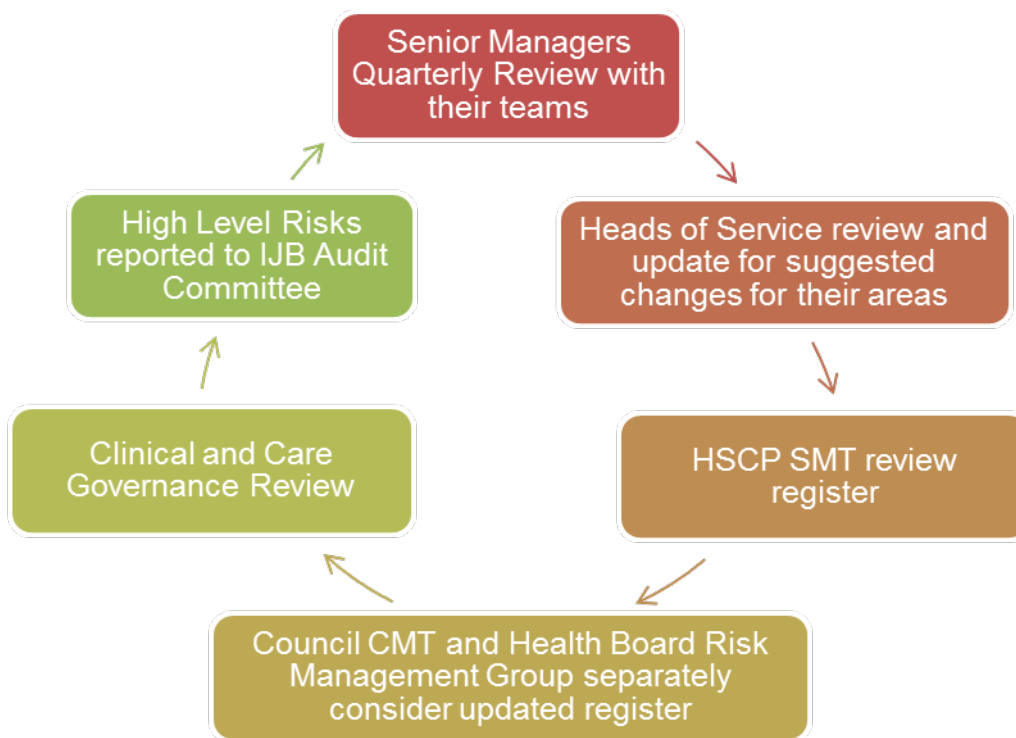 Senior Managers
Quarterly Review with
their teams
Heads of Service review and
update for suggested
changes for their areas
HSCP SMT review
register
Council CMT and Health Board Risk
Management Group separately
consider updated register
Clinical and Care
Governance Review
High Level Risks
reported to IJB Audit
Committee